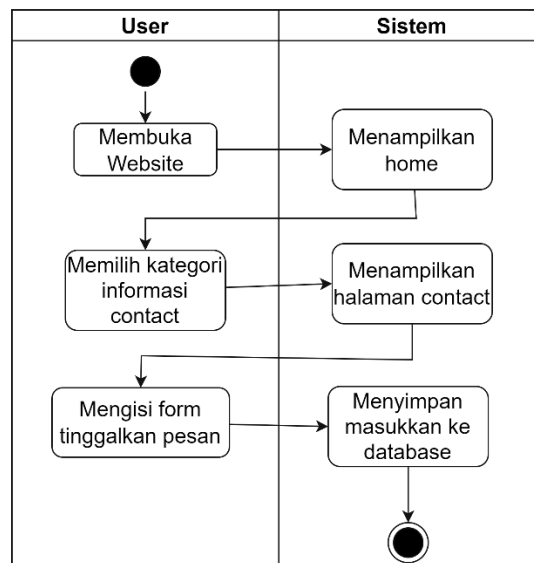 User
Sistem
Membuka
Website
Menampilkan
home
Memilih kategori
informasi
contact
Menampilkan
halaman contact
Mengisi form
tinggalkan pesan
Menyimpan
masukkan ke
database